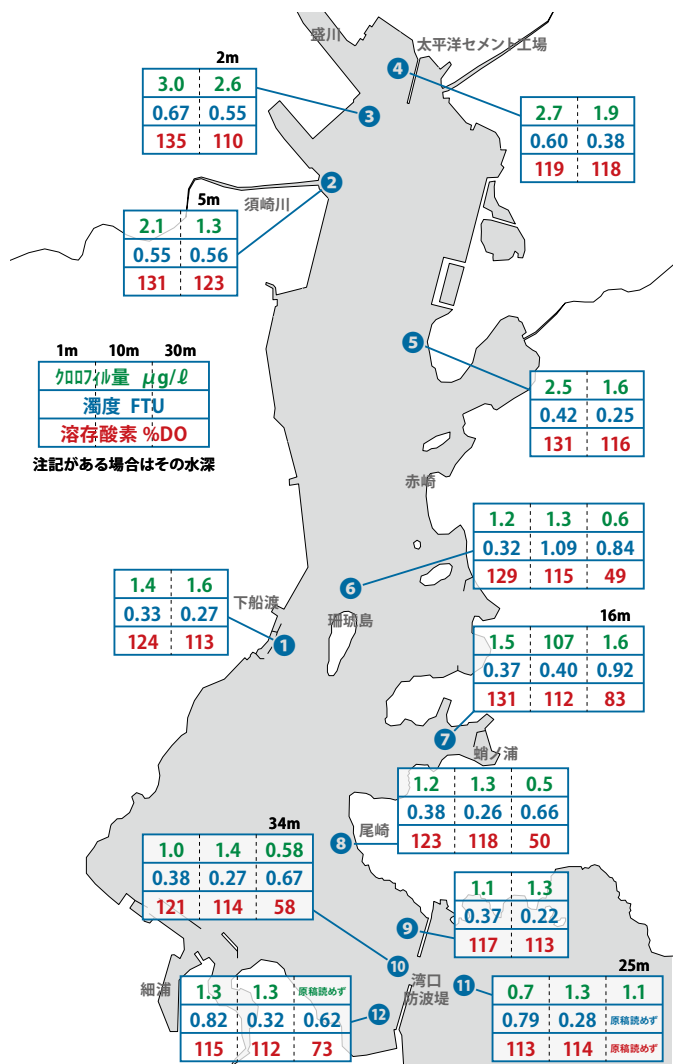 盛川
太平洋セメント工場
2m
3.0 2.6
0.67 0.55
135 110
3
4
2.7 1.9
0.60 0.38
119 118
2
須崎川
5m
2.1 1.3
0.55 0.56
131 123
5
2.5 1.6
0.42 0.25
131 116
1m 10m 30m
クロロフィル量 μg/ℓ
濁度 FTU
溶存酸素 %DO
注記がある場合はその水深
赤崎
1.2 1.3 0.6
0.32 1.09 0.84
129 115 49
6
珊琥島
下船渡
1.4 1.6
0.33 0.27
124 113
1
16m
1.5 107 1.6
0.37 0.40 0.92
131 112 83
7
蛸ノ浦
1.2 1.3 0.5
0.38 0.26 0.66
123 118 50
尾崎
8
34m
1.0 1.4 0.58
0.38 0.27 0.67
121 114 58
1.1 1.3
0.37 0.22
117 113
9
10
湾口
防波堤
11
25m
0.7 1.3 1.1
0.79 0.28 原稿読めず
113 114 原稿読めず
細浦
1.3 1.3 原稿読めず
0.82 0.32 0.62
115 112 73
12